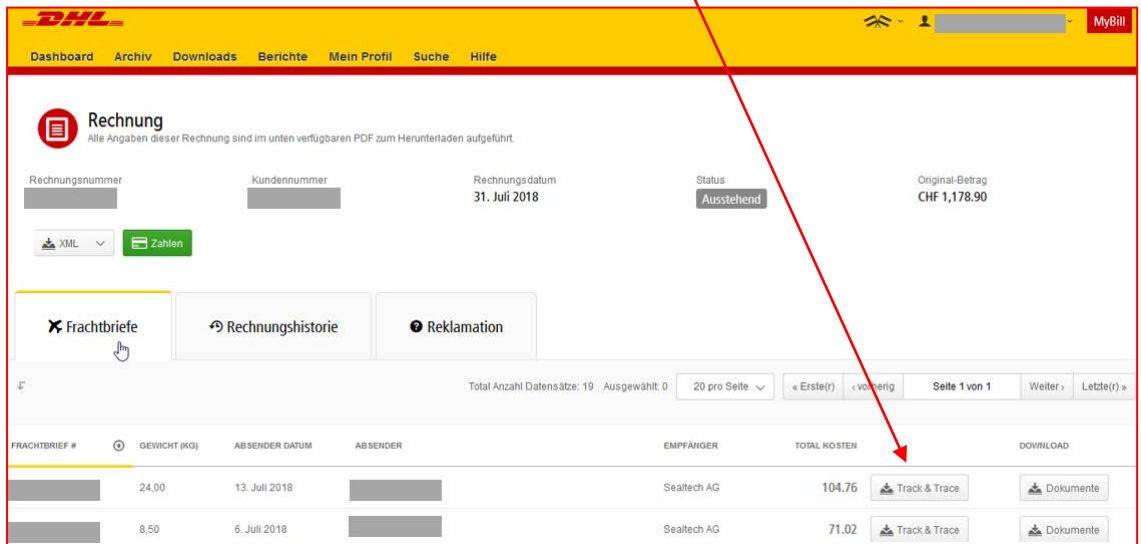 DHL
MyBill
Dashboard Archiv Downloads Berichte Mein Profil Suche Hilfe
Rechnung
Alle Angaben dieser Rechnung sind im unten verfügbaren PDF zum Herunterladen aufgeführt.
Rechnungsnummer Kundennummer Rechnungsdatum Status Original-Betrag
31. Juli 2018 Ausstehend CHF 1,178.90
XML Zahlen
Frachtbriefe Rechnungshistorie Reklamation
Total Anzahl Datensätze: 19 Ausgewählt: 0 20 pro Seite « Erste(r) ‹ vorherig Seite 1 von 1 Weiter › Letzte(r) »
FRACHTBRIEF # GEWICHT (KG) ABSENDER DATUM ABSENDER EMPFÄNGER TOTAL KOSTEN DOWNLOAD
24,00 13. Juli 2018 Sealtech AG 104.76 Track & Trace Dokumente
8,50 6. Juli 2018 Sealtech AG 71.02 Track & Trace Dokumente